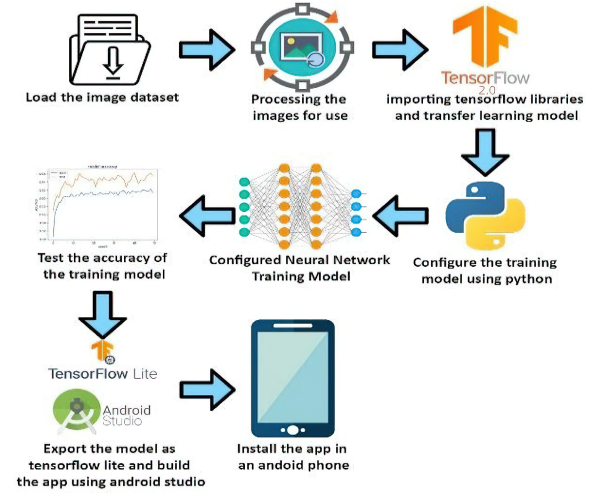 Load the image dataset
Processing the
images for use
TensorFlow
2.0
importing tensorflow libraries
and transfer learning model
Configure the training
model using python
Configured Neural Network
Training Model
model accuracy
Test the accuracy of
the training model
TensorFlow Lite
Android
Studio
Export the model as
tensorflow lite and build
the app using android studio
Install the app in
an andoid phone